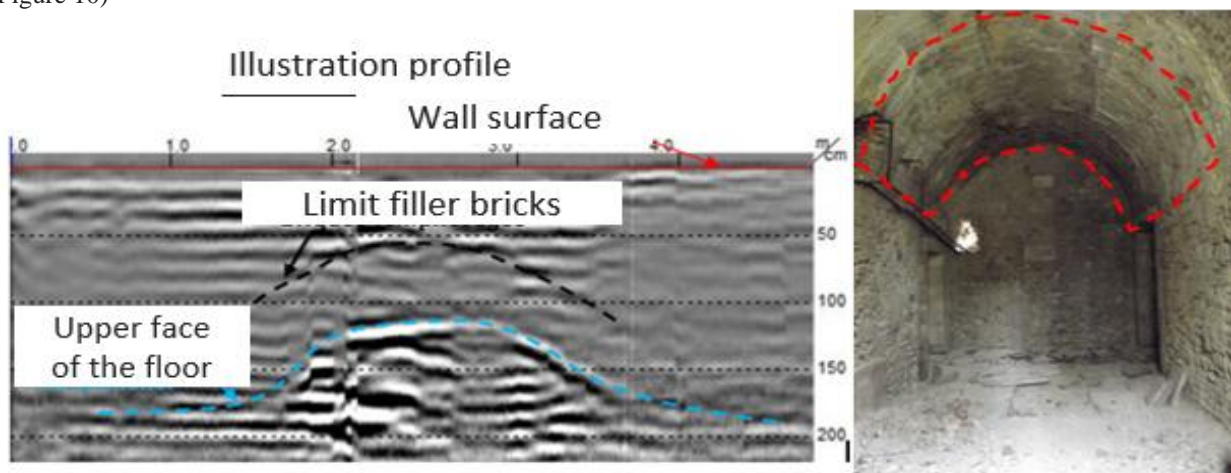 Figure 10)
Illustration profile
Wall surface
.0 1.0 2.0 3.0 4.0 m/cm
Limit filler bricks
50
100
Upper face
of the floor
150
200